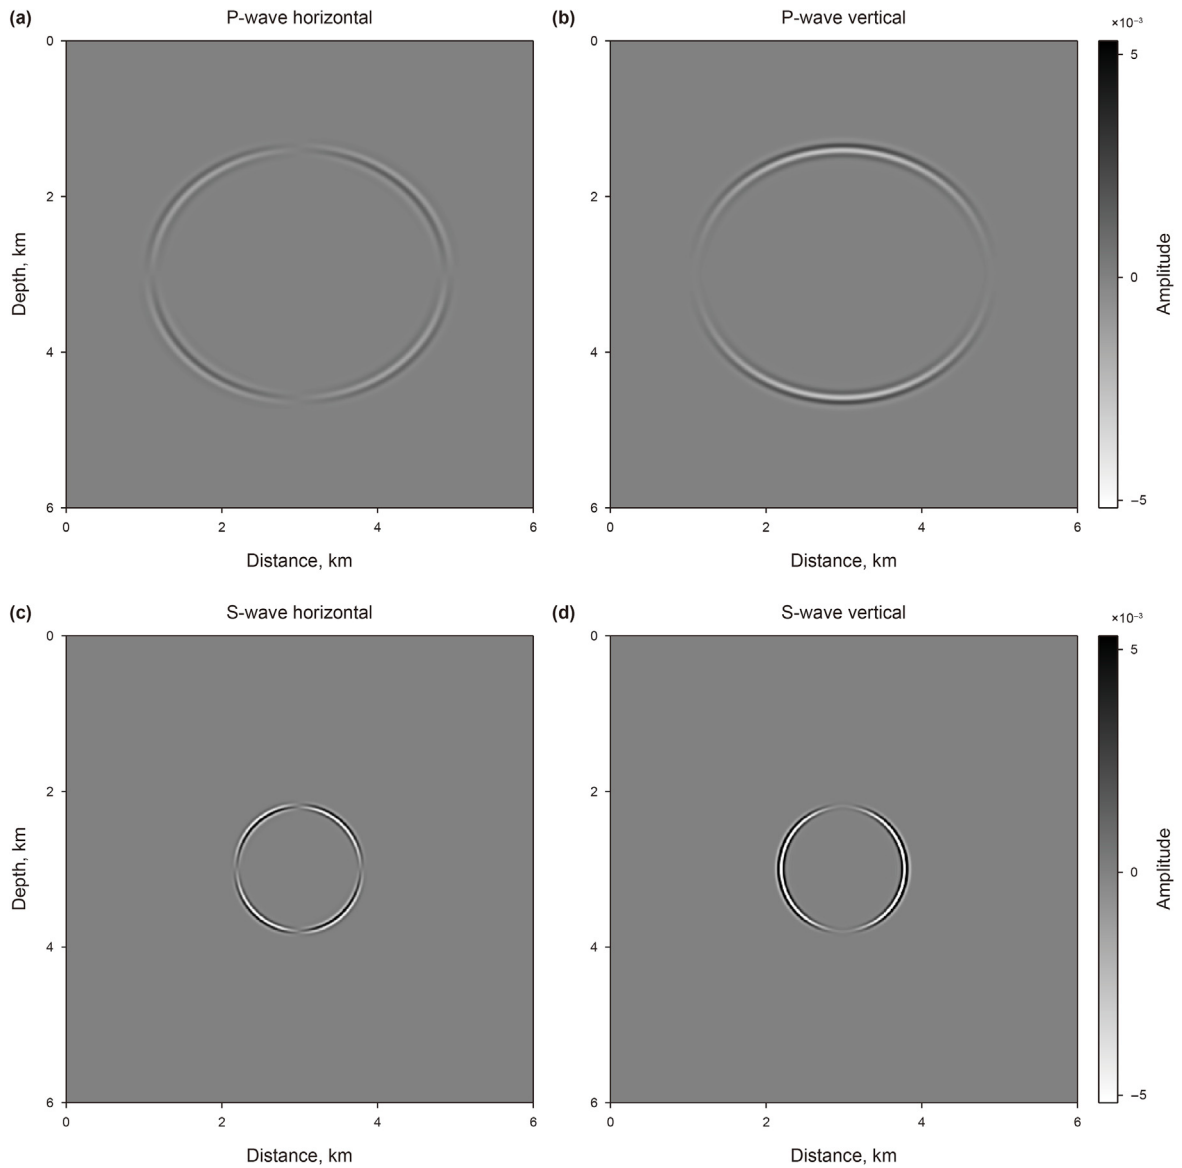 (a)
P-wave horizontal
(b)
P-wave vertical
×10⁻³
0
2
4
6
Depth, km
0
2
4
6
Distance, km
0
2
4
6
0
2
4
6
Distance, km
5
0
–5
Amplitude
(c)
S-wave horizontal
(d)
S-wave vertical
×10⁻³
0
2
4
6
Depth, km
0
2
4
6
Distance, km
0
2
4
6
0
2
4
6
Distance, km
5
0
–5
Amplitude